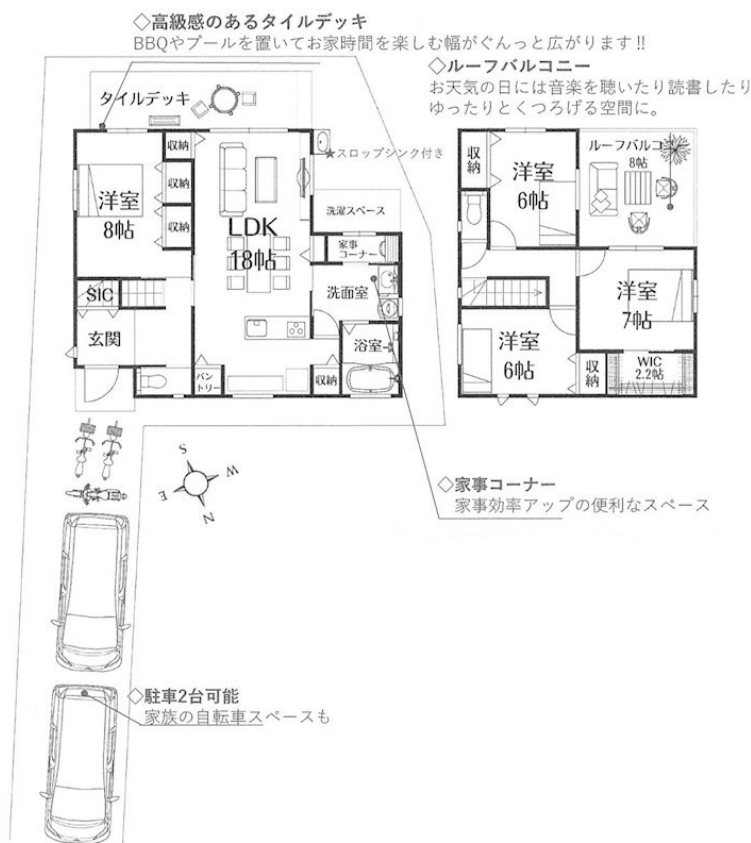 ◇高級感のあるタイルデッキ
BBQやプールを置いてお家時間を楽しむ幅がぐんっと広がります!!
◇ルーフバルコニー
お天気の日には音楽を聴いたり読書したり
ゆったりとくつろげる空間に。
タイルデッキ
★スロップシンク付き
収納
収納
収納
洋室
8帖
LDK
18帖
洗濯スペース
家事
コーナー
洗面室
浴室
SIC
玄関
パン
トリー
収納
収納
洋室
6帖
ルーフバルコニ
8帖
洋室
7帖
洋室
6帖
収納
WIC
2.2帖
S
W
E
N
◇家事コーナー
家事効率アップの便利なスペース
◇駐車2台可能
家族の自転車スペースも